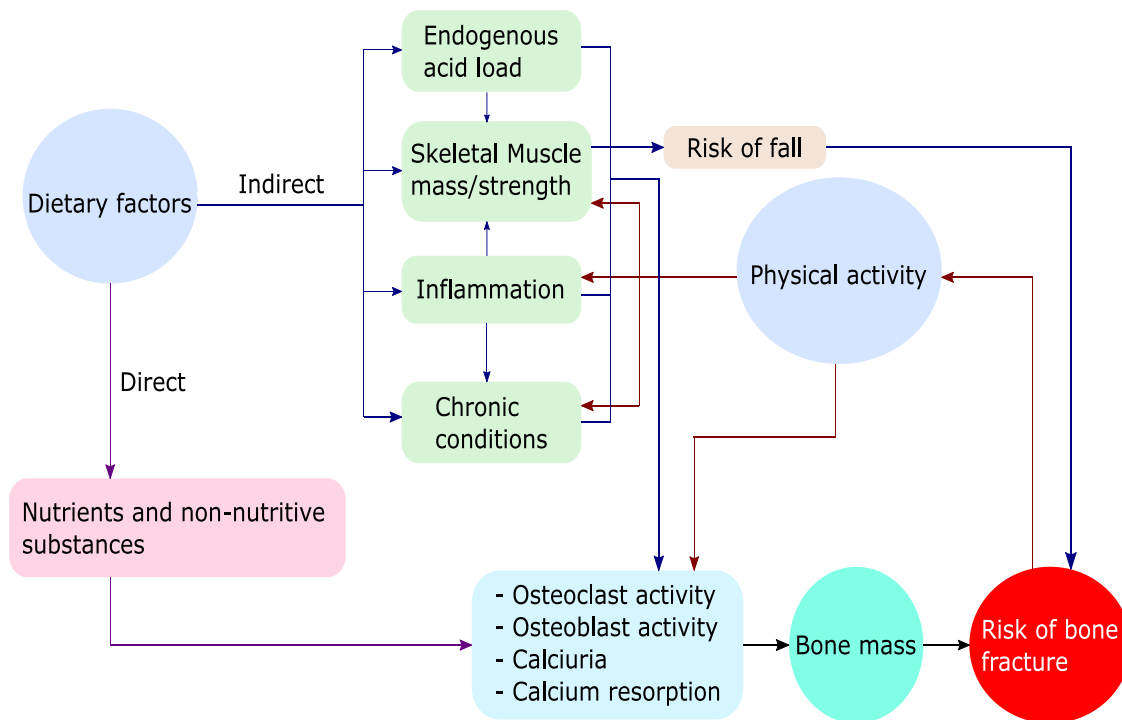 Endogenous
acid load
Skeletal Muscle
mass/strength
Risk of fall
Indirect
Dietary factors
Inflammation
Physical activity
Direct
Chronic
conditions
Nutrients and non-nutritive
substances
- Osteoclast activity
- Osteoblast activity
- Calciuria
- Calcium resorption
Bone mass
Risk of bone
fracture